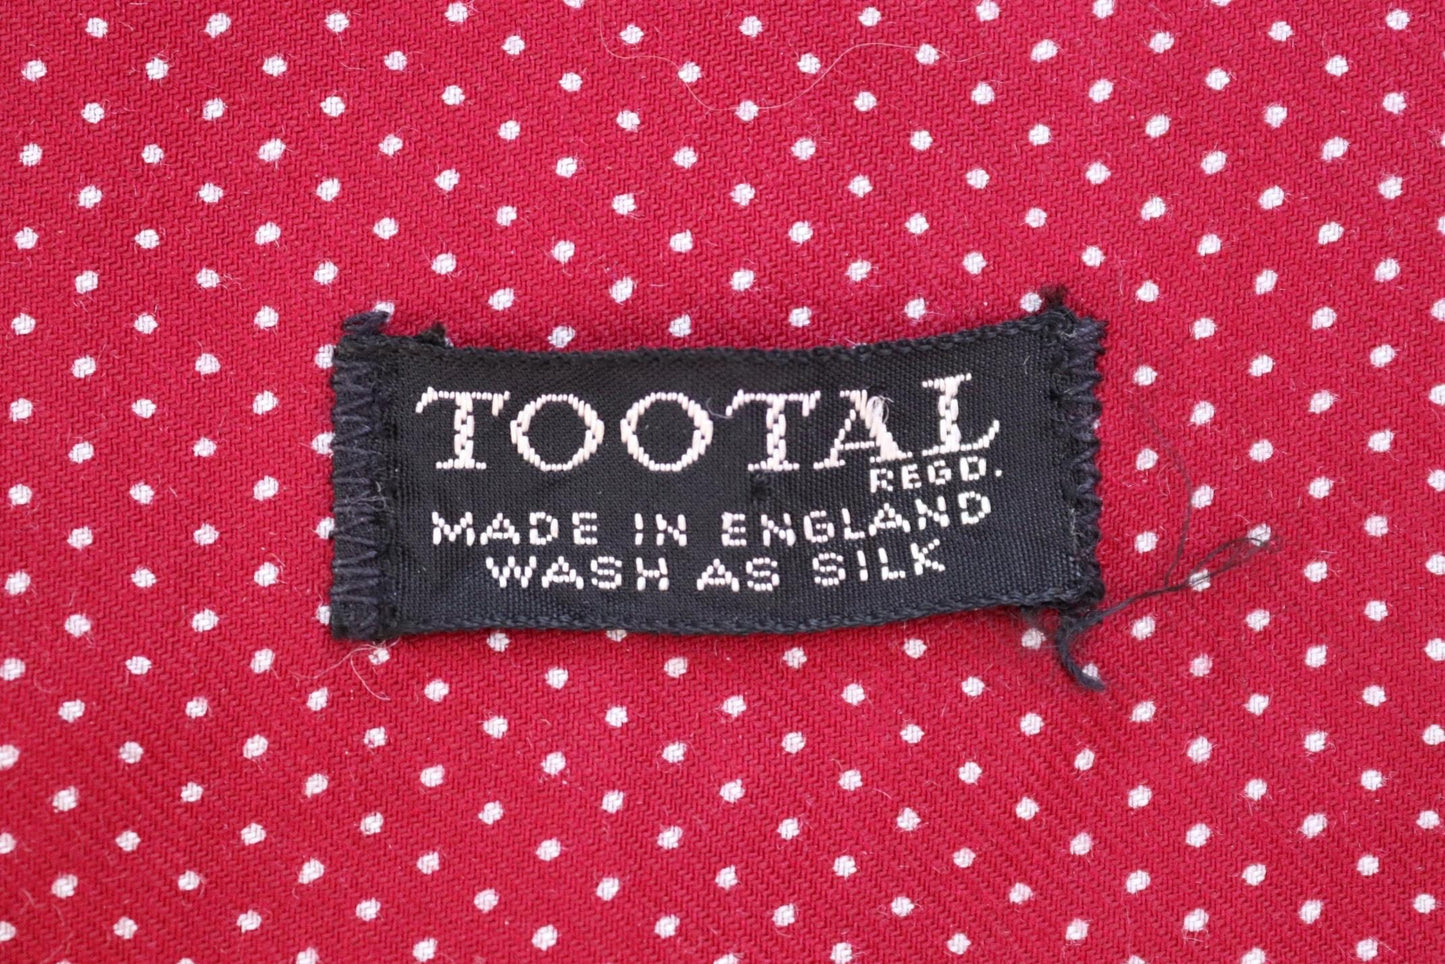 TOOTAL
REGD.
MADE IN ENGLAND
WASH AS SILK